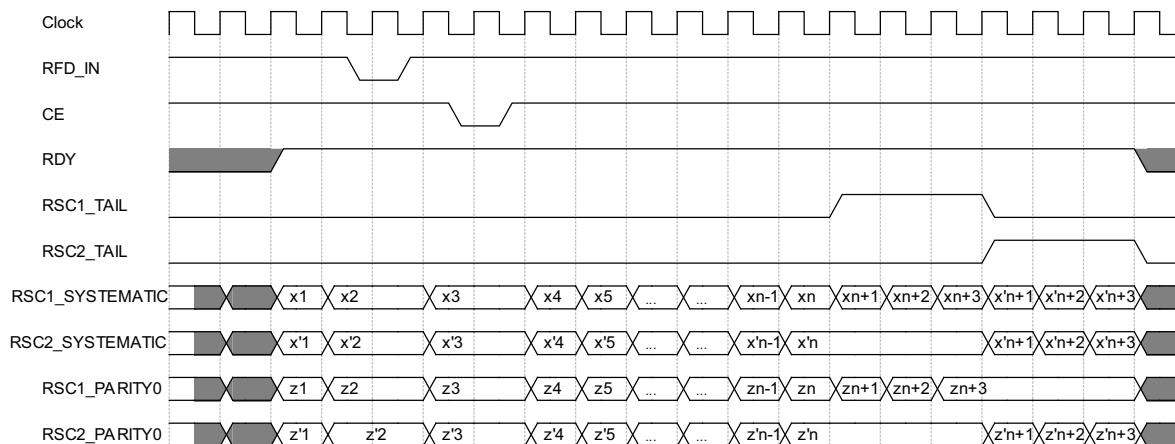 Clock
RFD_IN
CE
RDY
RSC1_TAIL
RSC2_TAIL
RSC1_SYSTEMATIC x1 x2 x3 x4 x5 ... ... xn-1 xn xn+1 xn+2 xn+3 x'n+1 x'n+2 x'n+3
RSC2_SYSTEMATIC x'1 x'2 x'3 x'4 x'5 ... ... x'n-1 x'n x'n+1 x'n+2 x'n+3
RSC1_PARITY0 z1 z2 z3 z4 z5 ... ... zn-1 zn zn+1 zn+2 zn+3
RSC2_PARITY0 z'1 z'2 z'3 z'4 z'5 ... ... z'n-1 z'n z'n+1 z'n+2 z'n+3